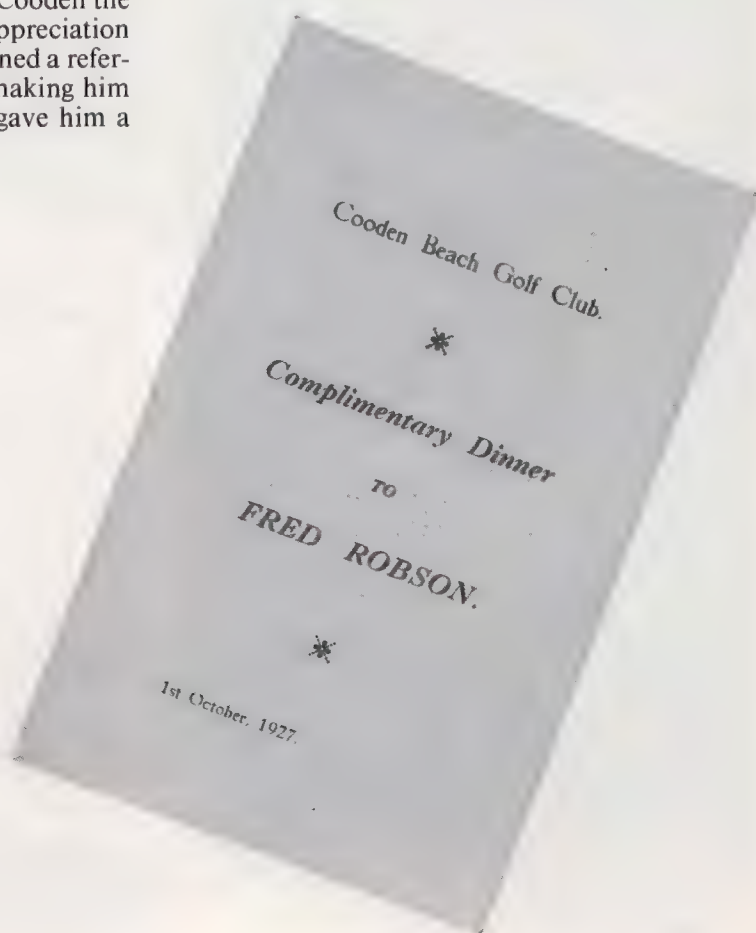 Cooden the
ppreciation
ned a refer-
naking him
gave him a
Cooden Beach Golf Club.
Complimentary Dinner
TO
FRED ROBSON.
1st October, 1927.